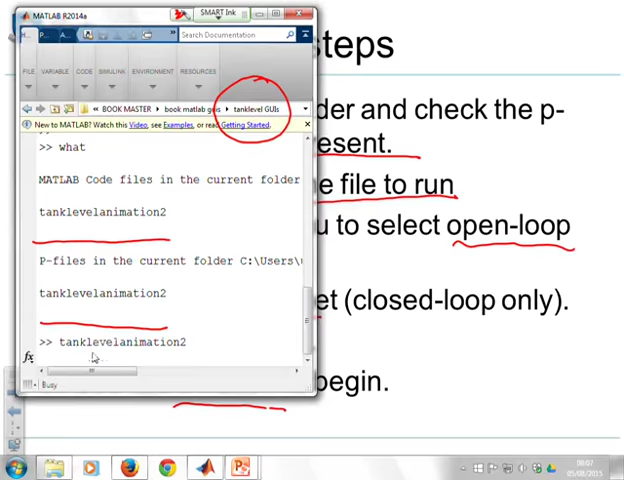 MATLAB R2014a
SMART Ink
steps
Search Documentation
FILE VARIABLE CODE SIMULINK ENVIRONMENT RESOURCES
BOOK MASTER book matlab guis tanklevel GUIs
der and check the p-
New to MATLAB? Watch this Video, see Examples, or read Getting Started.
esent.
>> what
MATLAB Code files in the current folder
e file to run
tanklevelanimation2
u to select open-loop
P-files in the current folder C:\Users\
tanklevelanimation2
et (closed-loop only).
>> tanklevelanimation2
fx
Busy
begin.
08:07
05/08/2015